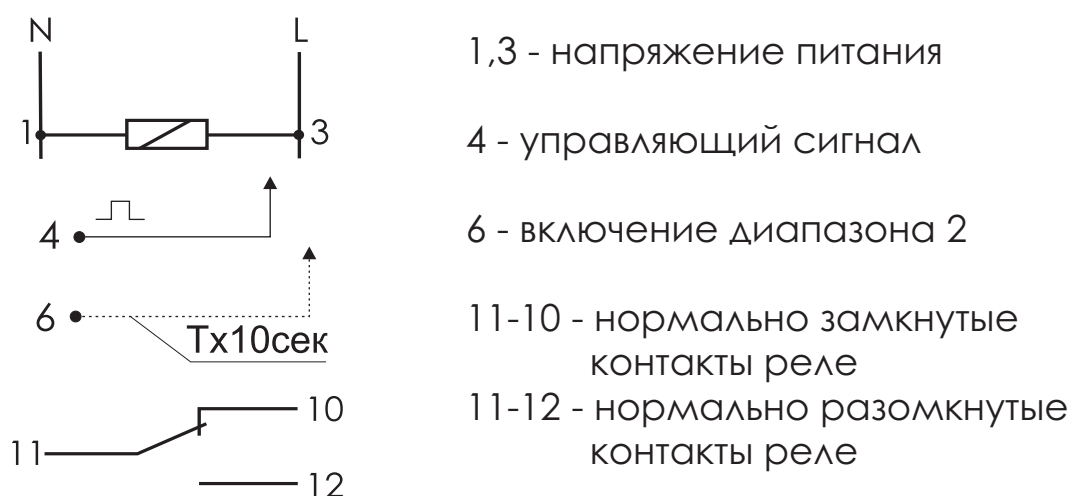 N L
1 3
4
6
Тх10сек
10
11
12
1,3 - напряжение питания
4 - управляющий сигнал
6 - включение диапазона 2
11-10 - нормально замкнутые
контакты реле
11-12 - нормально разомкнутые
контакты реле